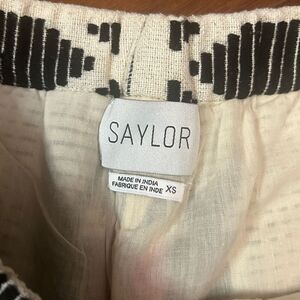 SAYLOR
MADE IN INDIA
FABRIQUE EN INDE XS